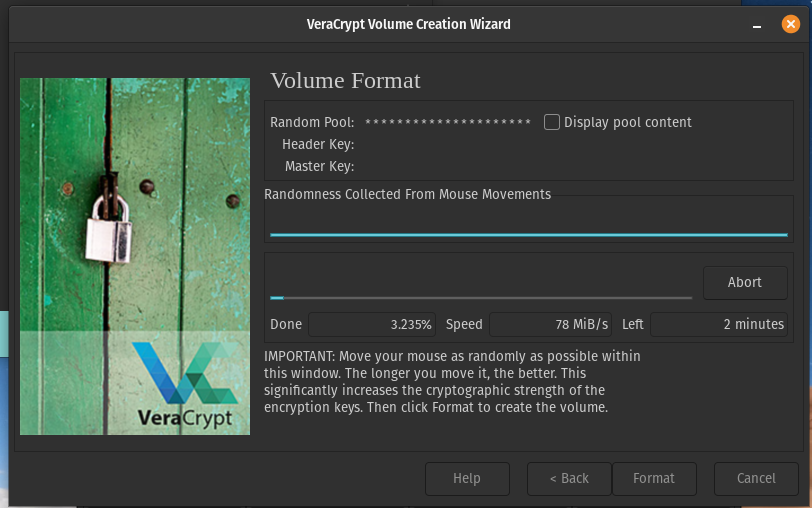 VeraCrypt Volume Creation Wizard
Volume Format
Random Pool: ********************* Display pool content
Header Key:
Master Key:
Randomness Collected From Mouse Movements
Abort
Done 3.235% Speed 78 MiB/s Left 2 minutes
IMPORTANT: Move your mouse as randomly as possible within
this window. The longer you move it, the better. This
significantly increases the cryptographic strength of the
encryption keys. Then click Format to create the volume.
VeraCrypt
Help < Back Format Cancel